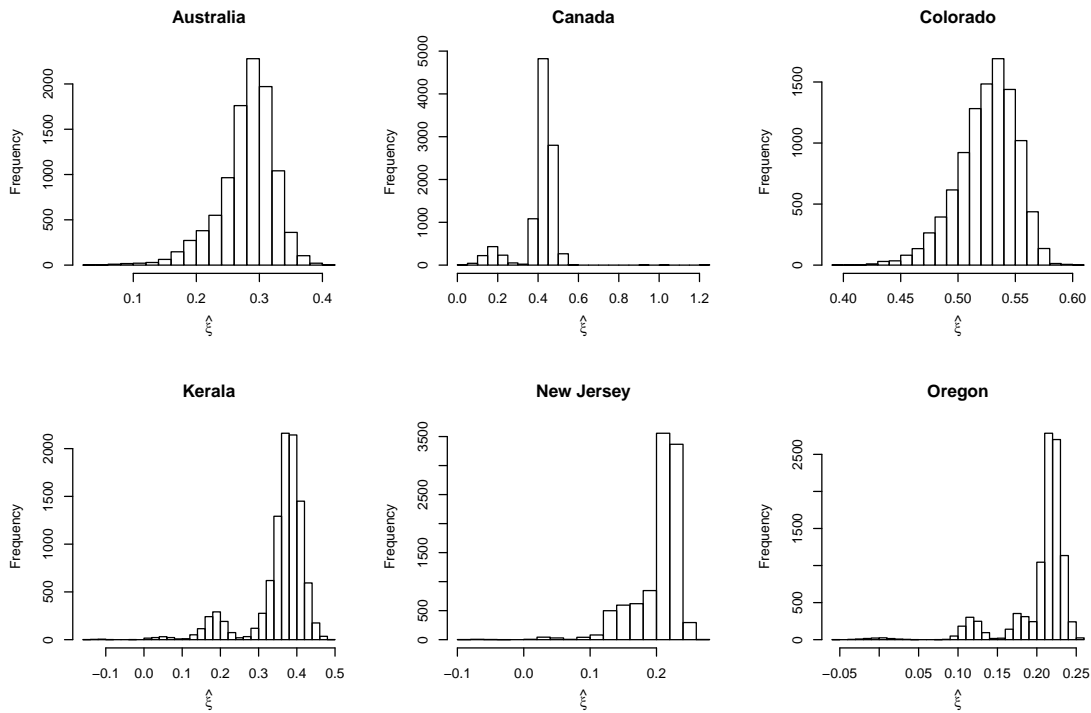 Australia
Frequency
0 500 1000 1500 2000
0.1 0.2 0.3 0.4
ξ̂
Canada
Frequency
0 1000 2000 3000 4000 5000
0.0 0.2 0.4 0.6 0.8 1.0 1.2
ξ̂
Colorado
Frequency
0 500 1000 1500
0.40 0.45 0.50 0.55 0.60
ξ̂
Kerala
Frequency
0 500 1000 1500 2000
−0.1 0.0 0.1 0.2 0.3 0.4 0.5
ξ̂
New Jersey
Frequency
0 500 1500 2500 3500
−0.1 0.0 0.1 0.2
ξ̂
Oregon
Frequency
0 500 1500 2500
−0.05 0.00 0.10 0.15 0.20 0.25
ξ̂